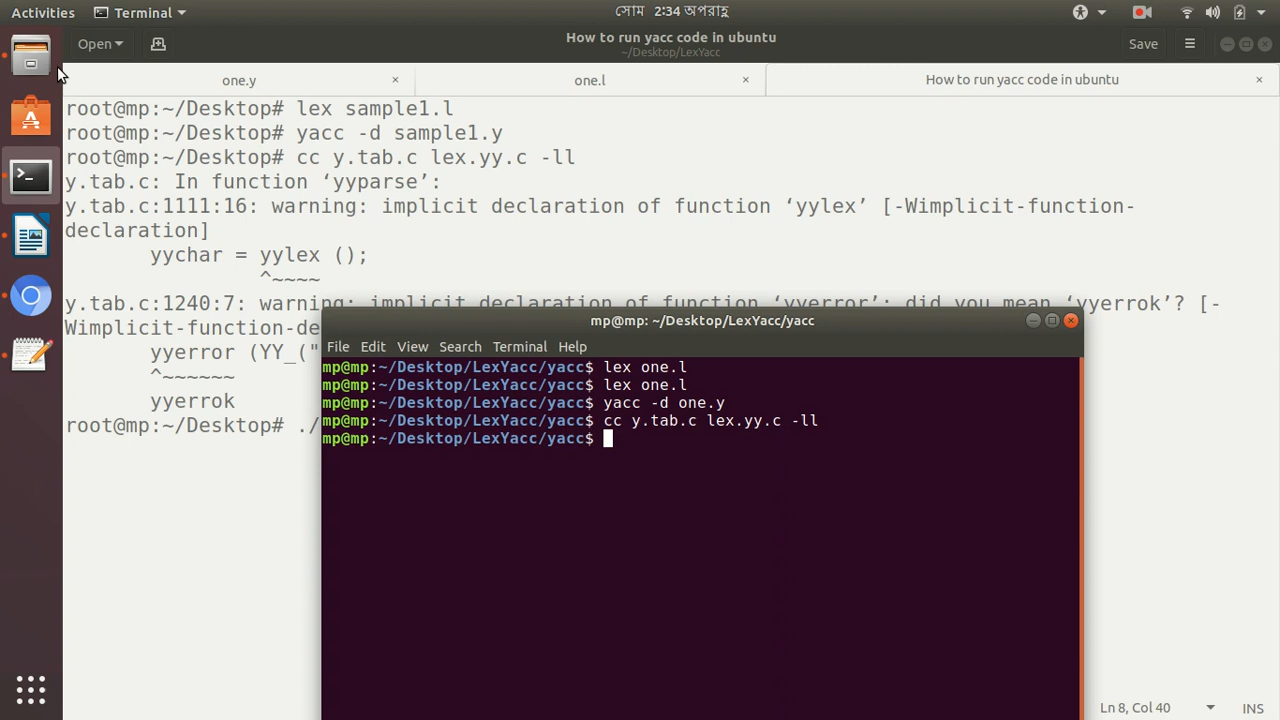 Activities Terminal সোম 2:34 অপরাহ্ণ
Open How to run yacc code in ubuntu Save
~/Desktop/LexYacc
one.y × one.l × How to run yacc code in ubuntu ×
root@mp:~/Desktop# lex sample1.l
root@mp:~/Desktop# yacc -d sample1.y
root@mp:~/Desktop# cc y.tab.c lex.yy.c -ll
y.tab.c: In function ‘yyparse’:
y.tab.c:1111:16: warning: implicit declaration of function ‘yylex’ [-Wimplicit-function-
declaration]
yychar = yylex ();
^~~~~
y.tab.c:1240:7: warning: implicit declaration of function ‘yyerror’; did you mean ‘yyerrok’? [-
Wimplicit-function-de
yyerror (YY_("
^~~~~~~
yyerrok
root@mp:~/Desktop# ./
mp@mp: ~/Desktop/LexYacc/yacc
File Edit View Search Terminal Help
mp@mp:~/Desktop/LexYacc/yacc$ lex one.l
mp@mp:~/Desktop/LexYacc/yacc$ lex one.l
mp@mp:~/Desktop/LexYacc/yacc$ yacc -d one.y
mp@mp:~/Desktop/LexYacc/yacc$ cc y.tab.c lex.yy.c -ll
mp@mp:~/Desktop/LexYacc/yacc$
Ln 8, Col 40 INS